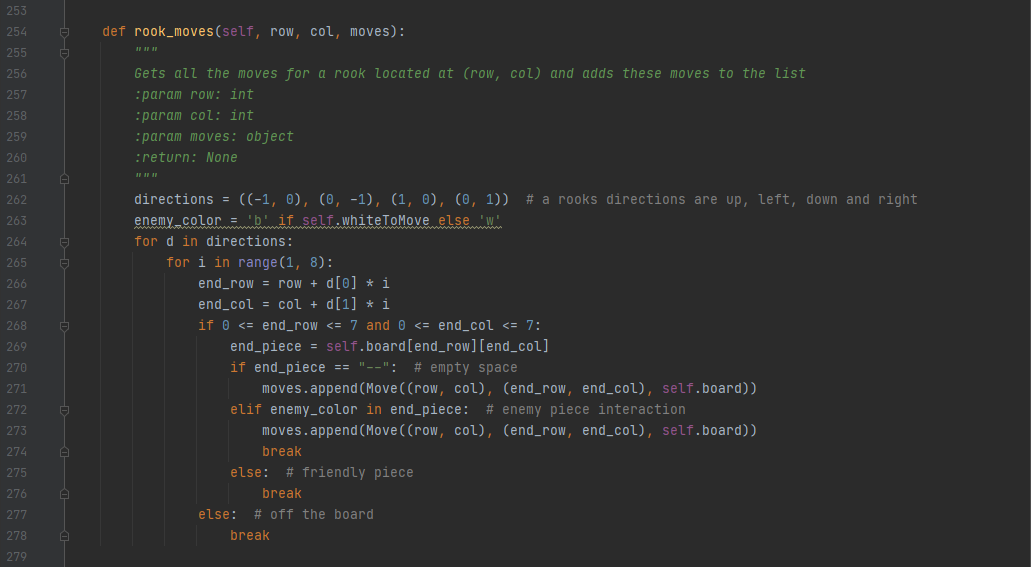 253
254 def rook_moves(self, row, col, moves):
255 """
256 Gets all the moves for a rook located at (row, col) and adds these moves to the list
257 :param row: int
258 :param col: int
259 :param moves: object
260 :return: None
261 """
262 directions = ((-1, 0), (0, -1), (1, 0), (0, 1))  # a rooks directions are up, left, down and right
263 enemy_color = 'b' if self.whiteToMove else 'w'
264 for d in directions:
265 for i in range(1, 8):
266 end_row = row + d[0] * i
267 end_col = col + d[1] * i
268 if 0 <= end_row <= 7 and 0 <= end_col <= 7:
269 end_piece = self.board[end_row][end_col]
270 if end_piece == "--":  # empty space
271 moves.append(Move((row, col), (end_row, end_col), self.board))
272 elif enemy_color in end_piece:  # enemy piece interaction
273 moves.append(Move((row, col), (end_row, end_col), self.board))
274 break
275 else:  # friendly piece
276 break
277 else:  # off the board
278 break
279